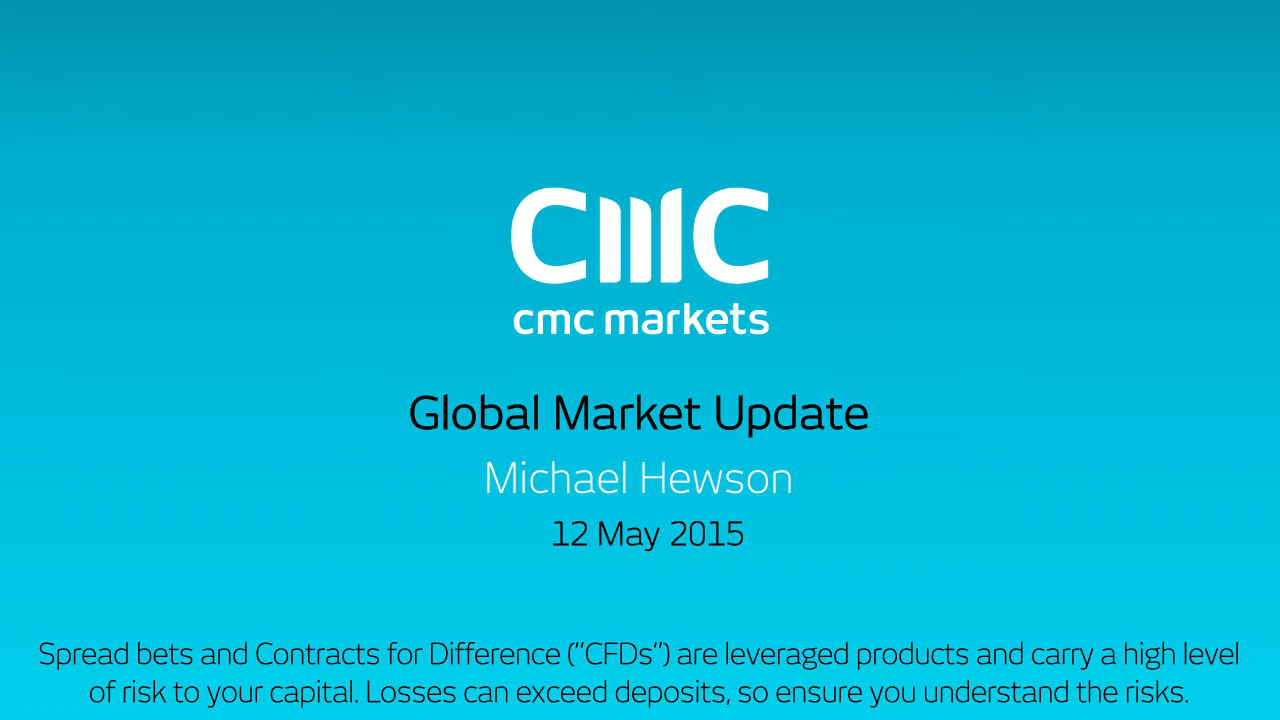 CMC
cmc markets
Global Market Update
Michael Hewson
12 May 2015
Spread bets and Contracts for Difference (“CFDs”) are leveraged products and carry a high level
of risk to your capital. Losses can exceed deposits, so ensure you understand the risks.